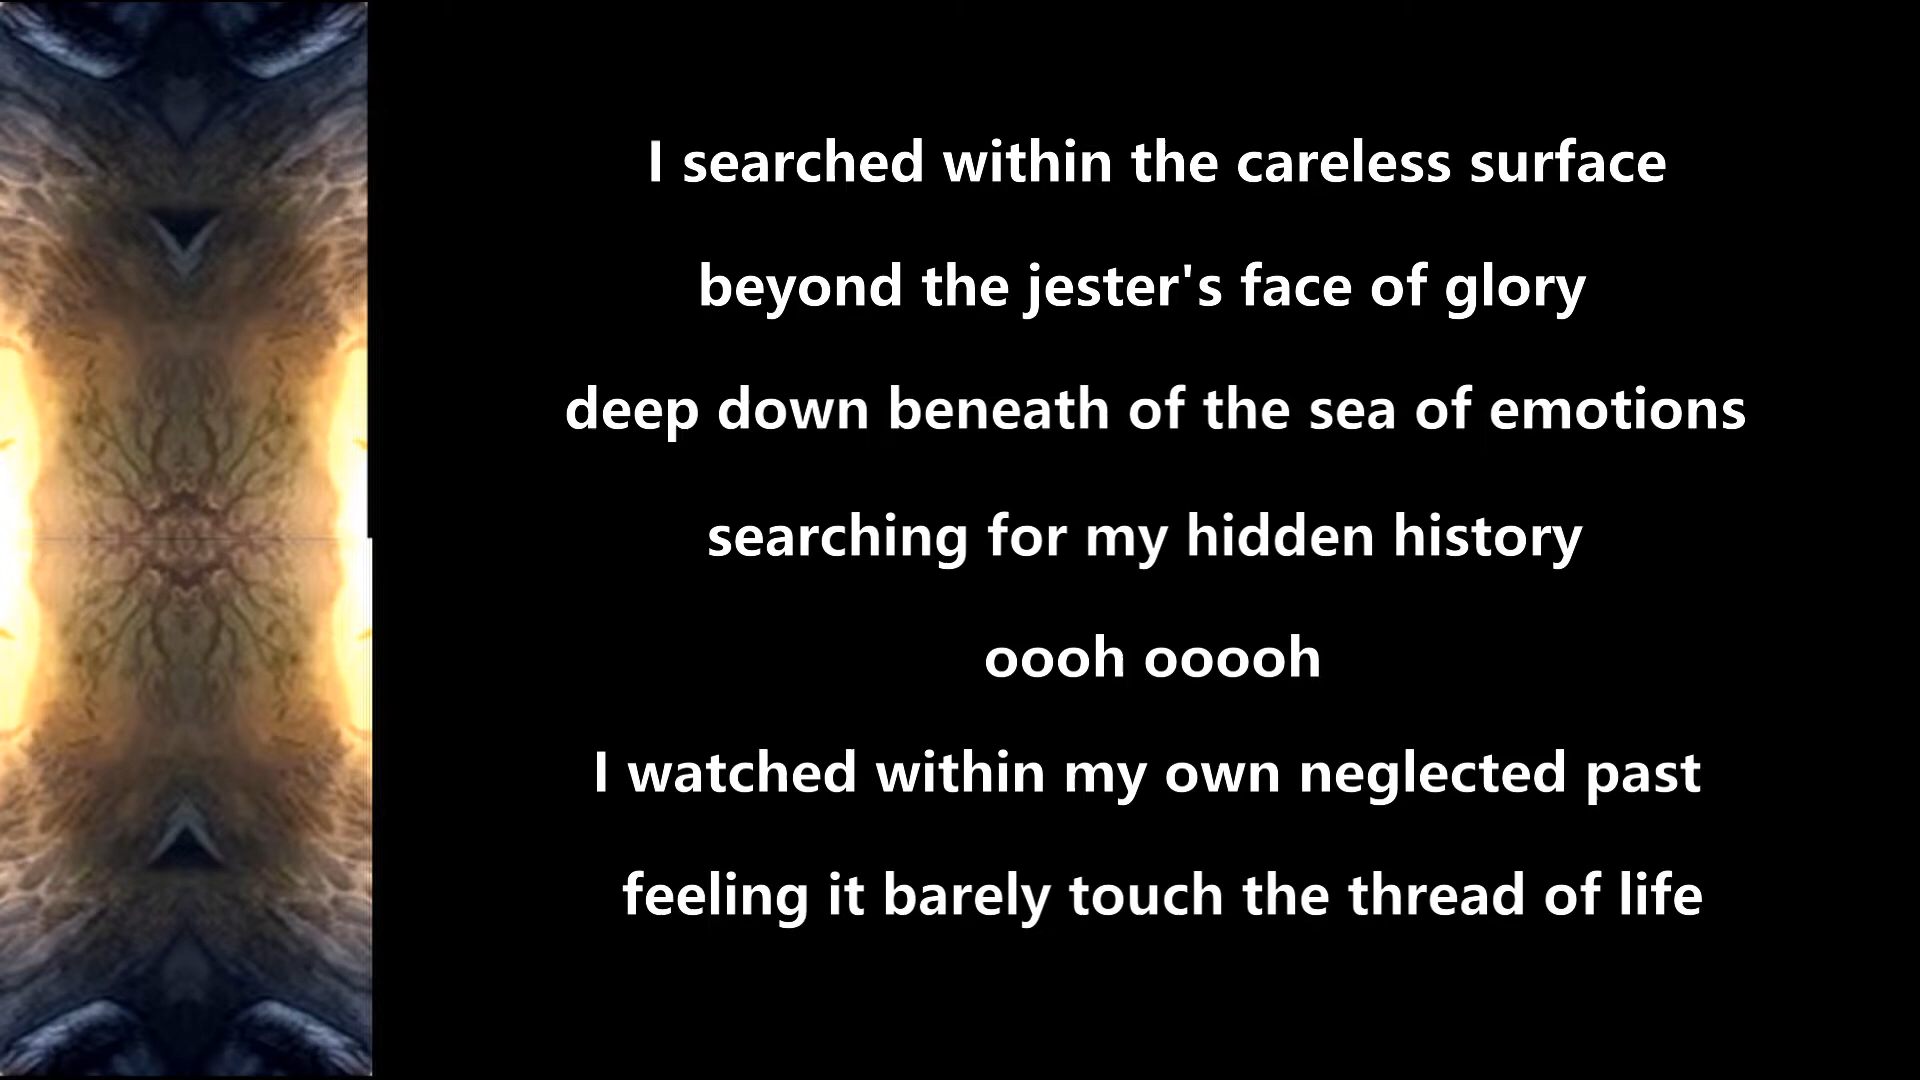 I searched within the careless surface
beyond the jester's face of glory
deep down beneath of the sea of emotions
searching for my hidden history
oooh ooooh
I watched within my own neglected past
feeling it barely touch the thread of life